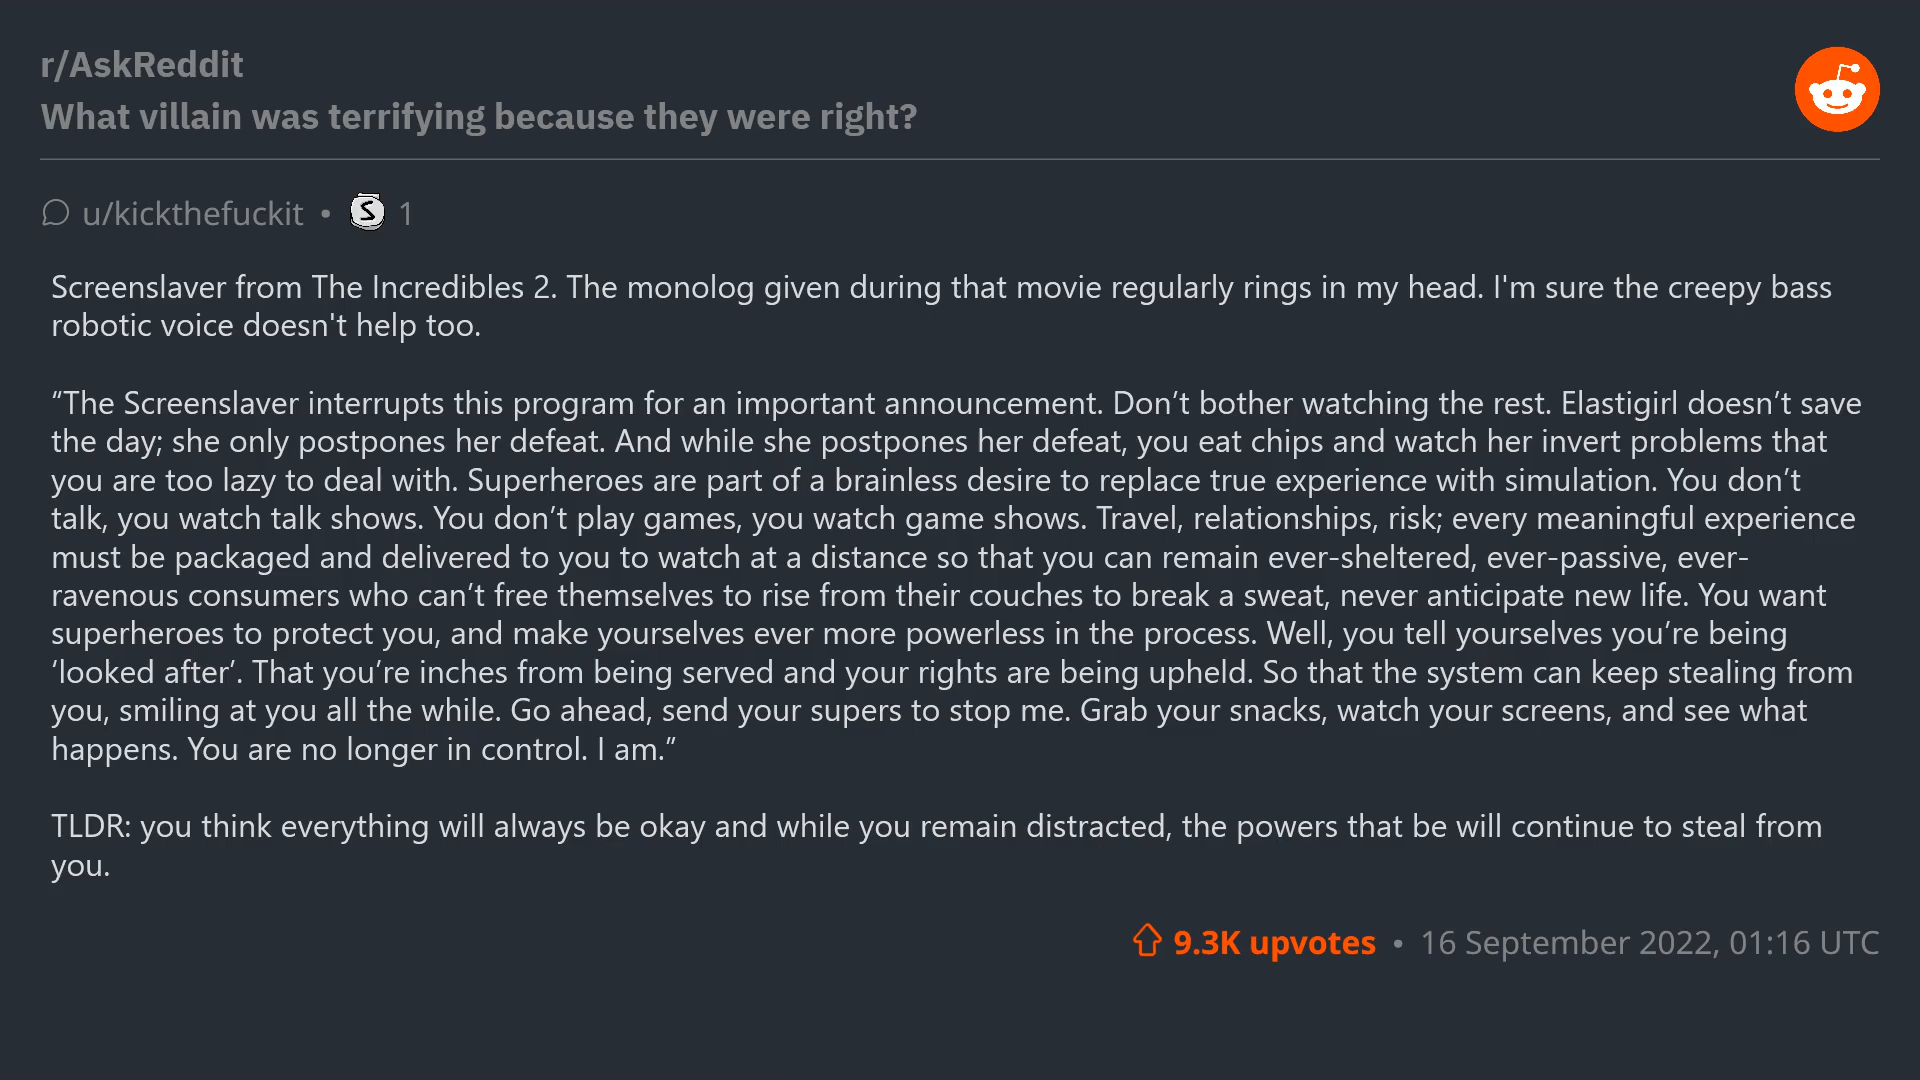 r/AskReddit
What villain was terrifying because they were right?
u/kickthefuckit • S 1
Screenslaver from The Incredibles 2. The monolog given during that movie regularly rings in my head. I'm sure the creepy bass
robotic voice doesn't help too.
“The Screenslaver interrupts this program for an important announcement. Don’t bother watching the rest. Elastigirl doesn’t save
the day; she only postpones her defeat. And while she postpones her defeat, you eat chips and watch her invert problems that
you are too lazy to deal with. Superheroes are part of a brainless desire to replace true experience with simulation. You don’t
talk, you watch talk shows. You don’t play games, you watch game shows. Travel, relationships, risk; every meaningful experience
must be packaged and delivered to you to watch at a distance so that you can remain ever-sheltered, ever-passive, ever-
ravenous consumers who can’t free themselves to rise from their couches to break a sweat, never anticipate new life. You want
superheroes to protect you, and make yourselves ever more powerless in the process. Well, you tell yourselves you’re being
‘looked after’. That you’re inches from being served and your rights are being upheld. So that the system can keep stealing from
you, smiling at you all the while. Go ahead, send your supers to stop me. Grab your snacks, watch your screens, and see what
happens. You are no longer in control. I am.”
TLDR: you think everything will always be okay and while you remain distracted, the powers that be will continue to steal from
you.
9.3K upvotes • 16 September 2022, 01:16 UTC